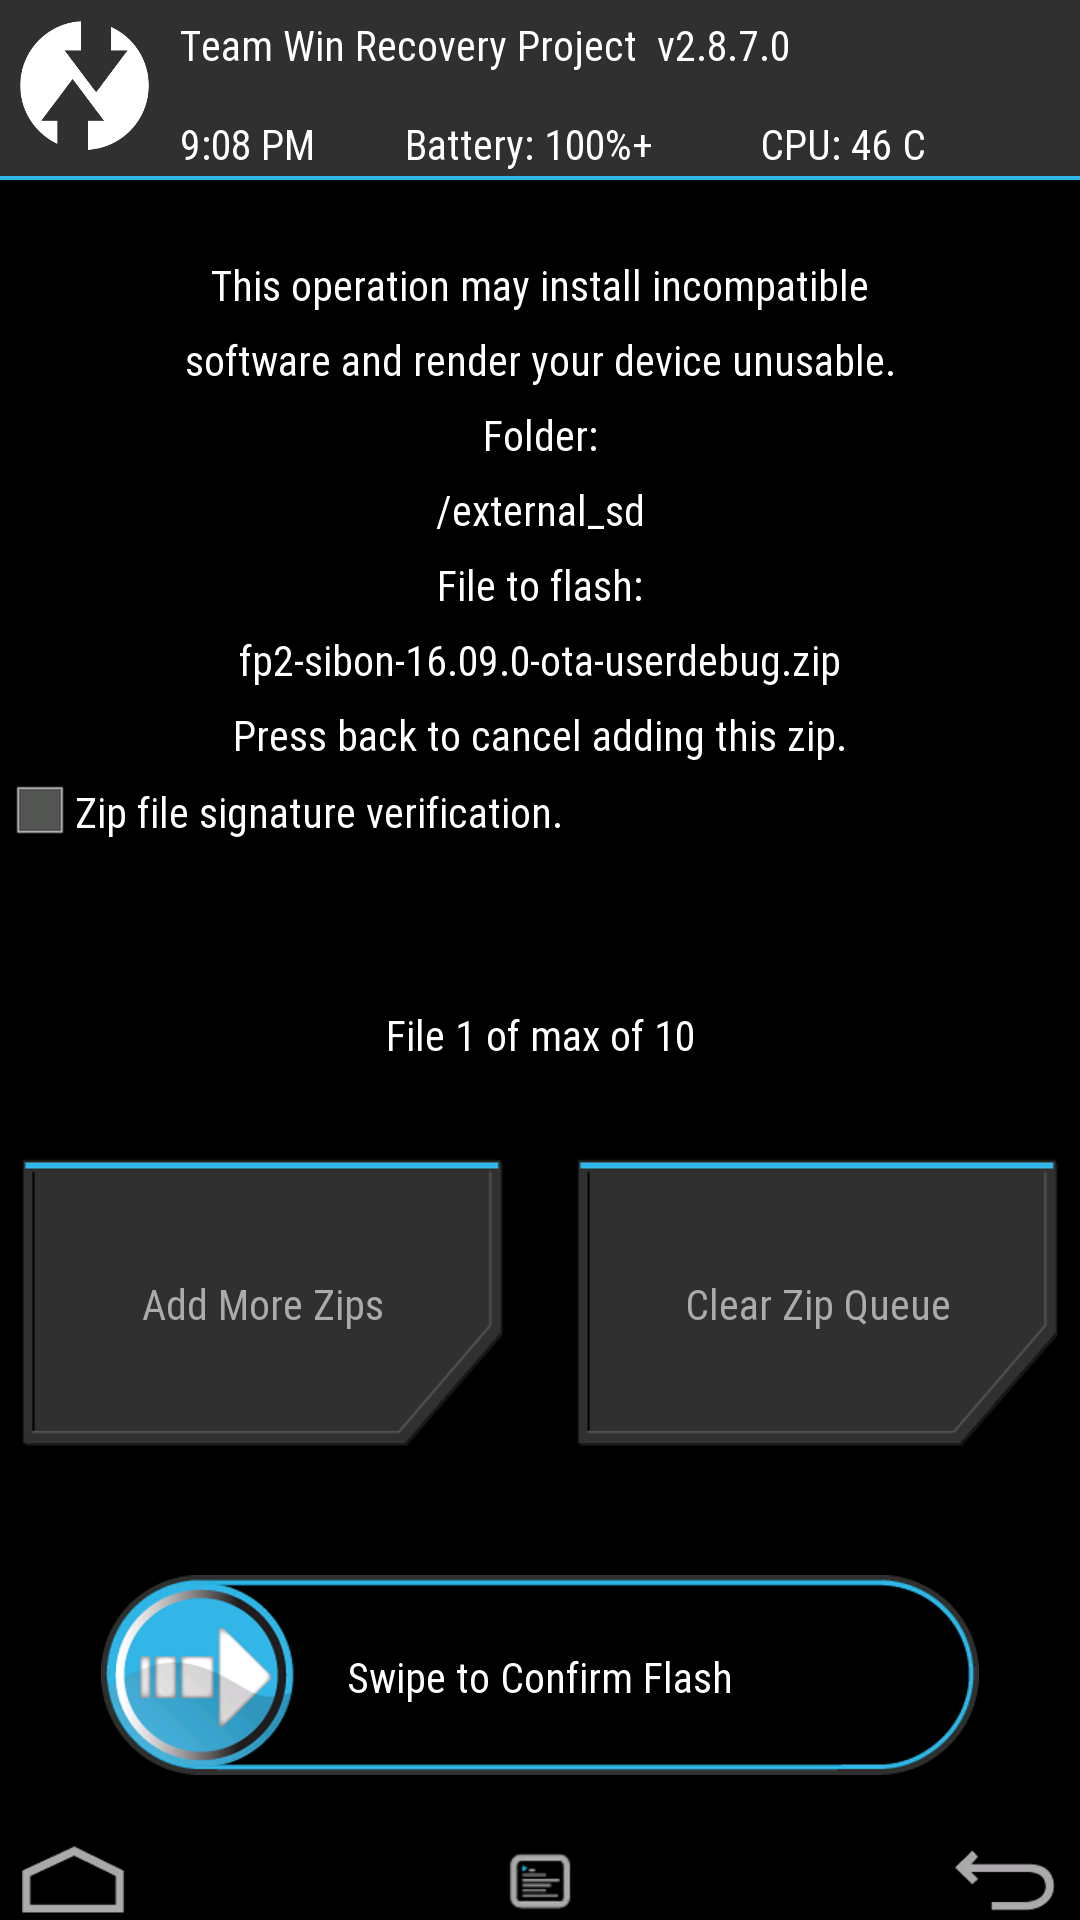 Team Win Recovery Project  v2.8.7.0
9:08 PM Battery: 100%+ CPU: 46 C
This operation may install incompatible
software and render your device unusable.
Folder:
/external_sd
File to flash:
fp2-sibon-16.09.0-ota-userdebug.zip
Press back to cancel adding this zip.
Zip file signature verification.
File 1 of max of 10
Add More Zips Clear Zip Queue
Swipe to Confirm Flash